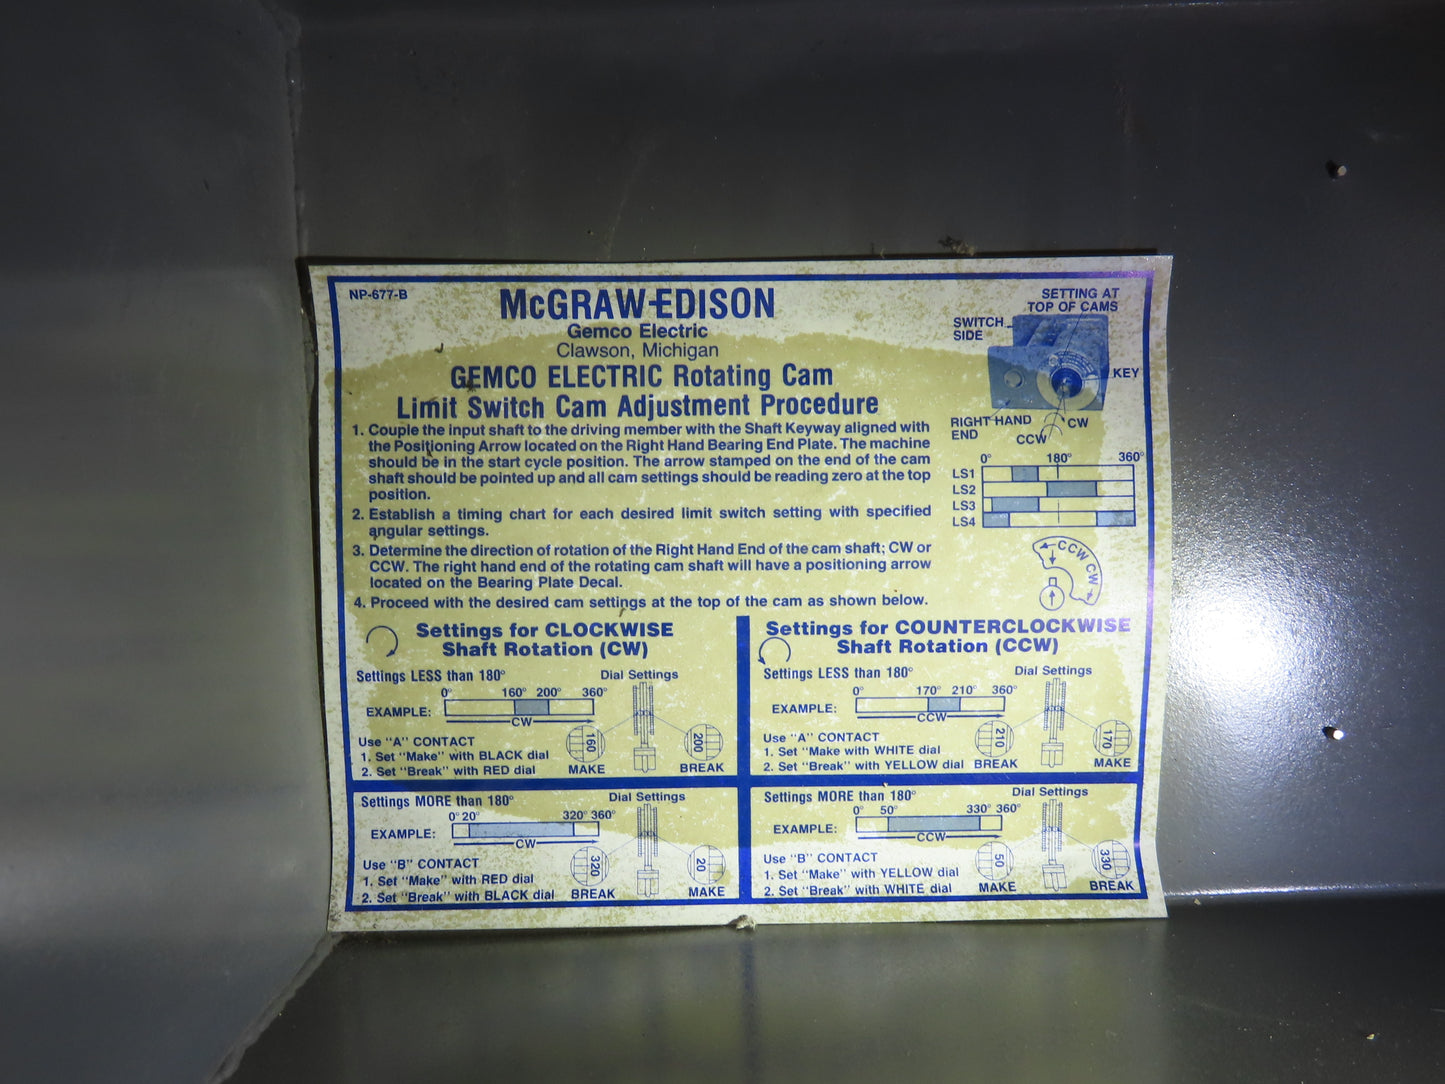 NP-677-B
McGRAW-EDISON
Gemco Electric
Clawson, Michigan
GEMCO ELECTRIC Rotating Cam
Limit Switch Cam Adjustment Procedure
1. Couple the input shaft to the driving member with the Shaft Keyway aligned with
the Positioning Arrow located on the Right Hand Bearing End Plate. The machine
should be in the start cycle position. The arrow stamped on the end of the cam
shaft should be pointed up and all cam settings should be reading zero at the top
position.
2. Establish a timing chart for each desired limit switch setting with specified
angular settings.
3. Determine the direction of rotation of the Right Hand End of the cam shaft; CW or
CCW. The right hand end of the rotating cam shaft will have a positioning arrow
located on the Bearing Plate Decal.
4. Proceed with the desired cam settings at the top of the cam as shown below.
SETTING AT
TOP OF CAMS
SWITCH
SIDE
KEY
RIGHT HAND
END
CW
CCW
0° 180° 360°
LS1
LS2
LS3
LS4
CCW CW
Settings for CLOCKWISE
Shaft Rotation (CW)
Settings LESS than 180°
Dial Settings
0° 160° 200° 360°
EXAMPLE:
CW
160
200
Use "A" CONTACT
1. Set "Make" with BLACK dial
2. Set "Break" with RED dial
MAKE
BREAK
Settings for COUNTERCLOCKWISE
Shaft Rotation (CCW)
Settings LESS than 180°
Dial Settings
0° 170° 210° 360°
EXAMPLE:
CCW
210
170
Use "A" CONTACT
1. Set "Make with WHITE dial
2. Set "Break" with YELLOW dial
BREAK
MAKE
Settings MORE than 180°
Dial Settings
0° 20° 320° 360°
EXAMPLE:
CW
320
20
Use "B" CONTACT
1. Set "Make" with RED dial
2. Set "Break" with BLACK dial
BREAK
MAKE
Settings MORE than 180°
Dial Settings
0° 50° 330° 360°
EXAMPLE:
CCW
50
330
Use "B" CONTACT
1. Set "Make" with YELLOW dial
2. Set "Break" with WHITE dial
MAKE
BREAK